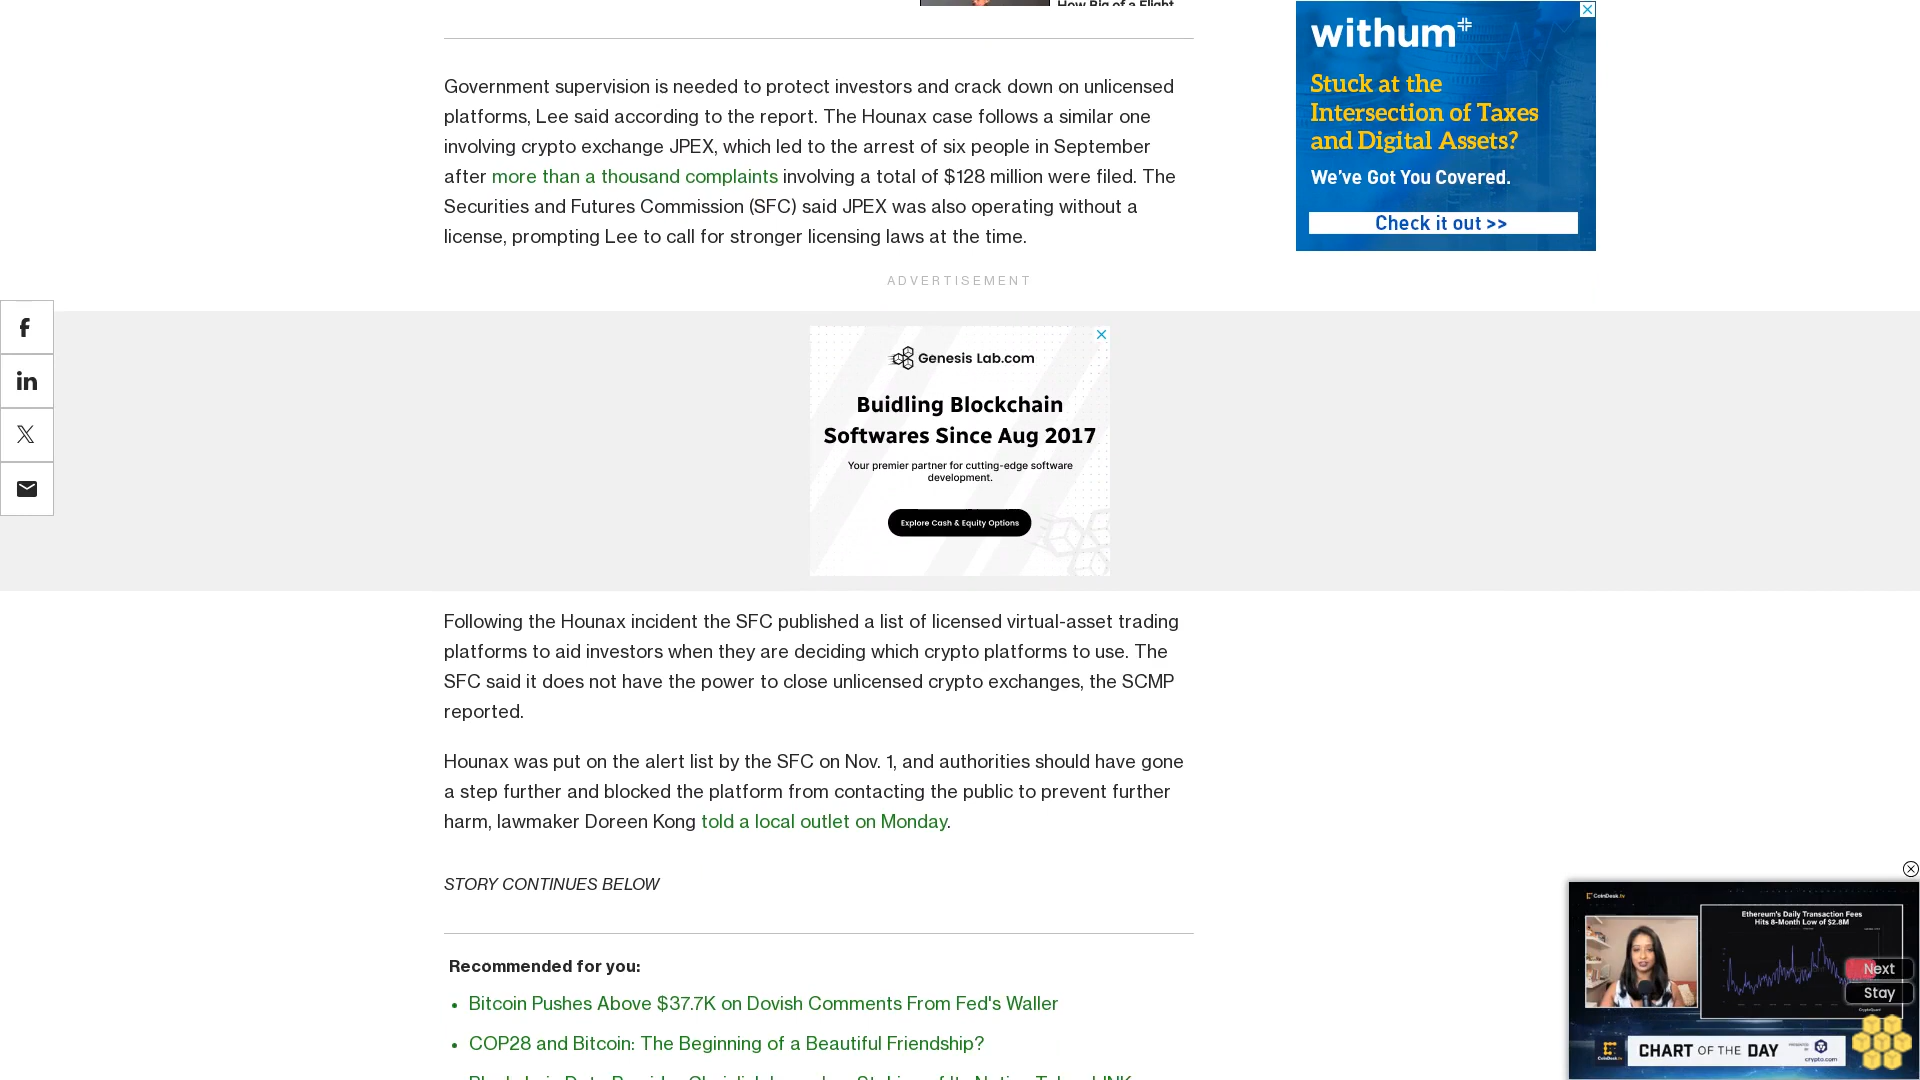 withum
Stuck at the
Intersection of Taxes
and Digital Assets?
We've Got You Covered.
Check it out >>
Government supervision is needed to protect investors and crack down on unlicensed
platforms, Lee said according to the report. The Hounax case follows a similar one
involving crypto exchange JPEX, which led to the arrest of six people in September
after more than a thousand complaints involving a total of $128 million were filed. The
Securities and Futures Commission (SFC) said JPEX was also operating without a
license, prompting Lee to call for stronger licensing laws at the time.
ADVERTISEMENT
Genesis Lab.com
Buidling Blockchain
Softwares Since Aug 2017
Your premier partner for cutting-edge software
development.
Explore Cash & Equity Options
Following the Hounax incident the SFC published a list of licensed virtual-asset trading
platforms to aid investors when they are deciding which crypto platforms to use. The
SFC said it does not have the power to close unlicensed crypto exchanges, the SCMP
reported.
Hounax was put on the alert list by the SFC on Nov. 1, and authorities should have gone
a step further and blocked the platform from contacting the public to prevent further
harm, lawmaker Doreen Kong told a local outlet on Monday.
STORY CONTINUES BELOW
Recommended for you:
• Bitcoin Pushes Above $37.7K on Dovish Comments From Fed's Waller
• COP28 and Bitcoin: The Beginning of a Beautiful Friendship?
CoinDesk.tv
Ethereum's Daily Transaction Fees
Hits 8-Month Low of $2.8M
Next
Stay
CryptoQuant
CoinDesk.tv
CHART OF THE DAY
crypto.com